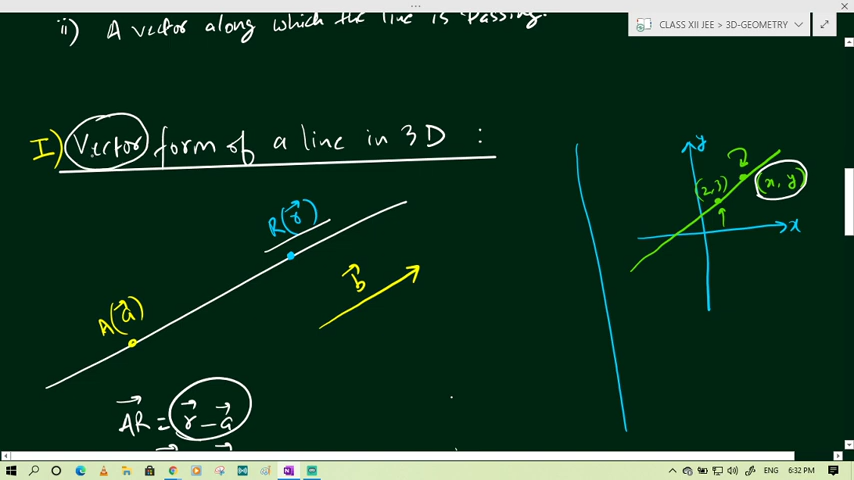 ii) A vector along which the line is passing.
CLASS XII JEE > 3D-GEOMETRY
I) Vector form of a line in 3D :
y
(2,3)
(x, y)
x
R(r⃗)
b⃗
A(a⃗)
AR⃗ = r⃗ - a⃗
ENG 6:32 PM